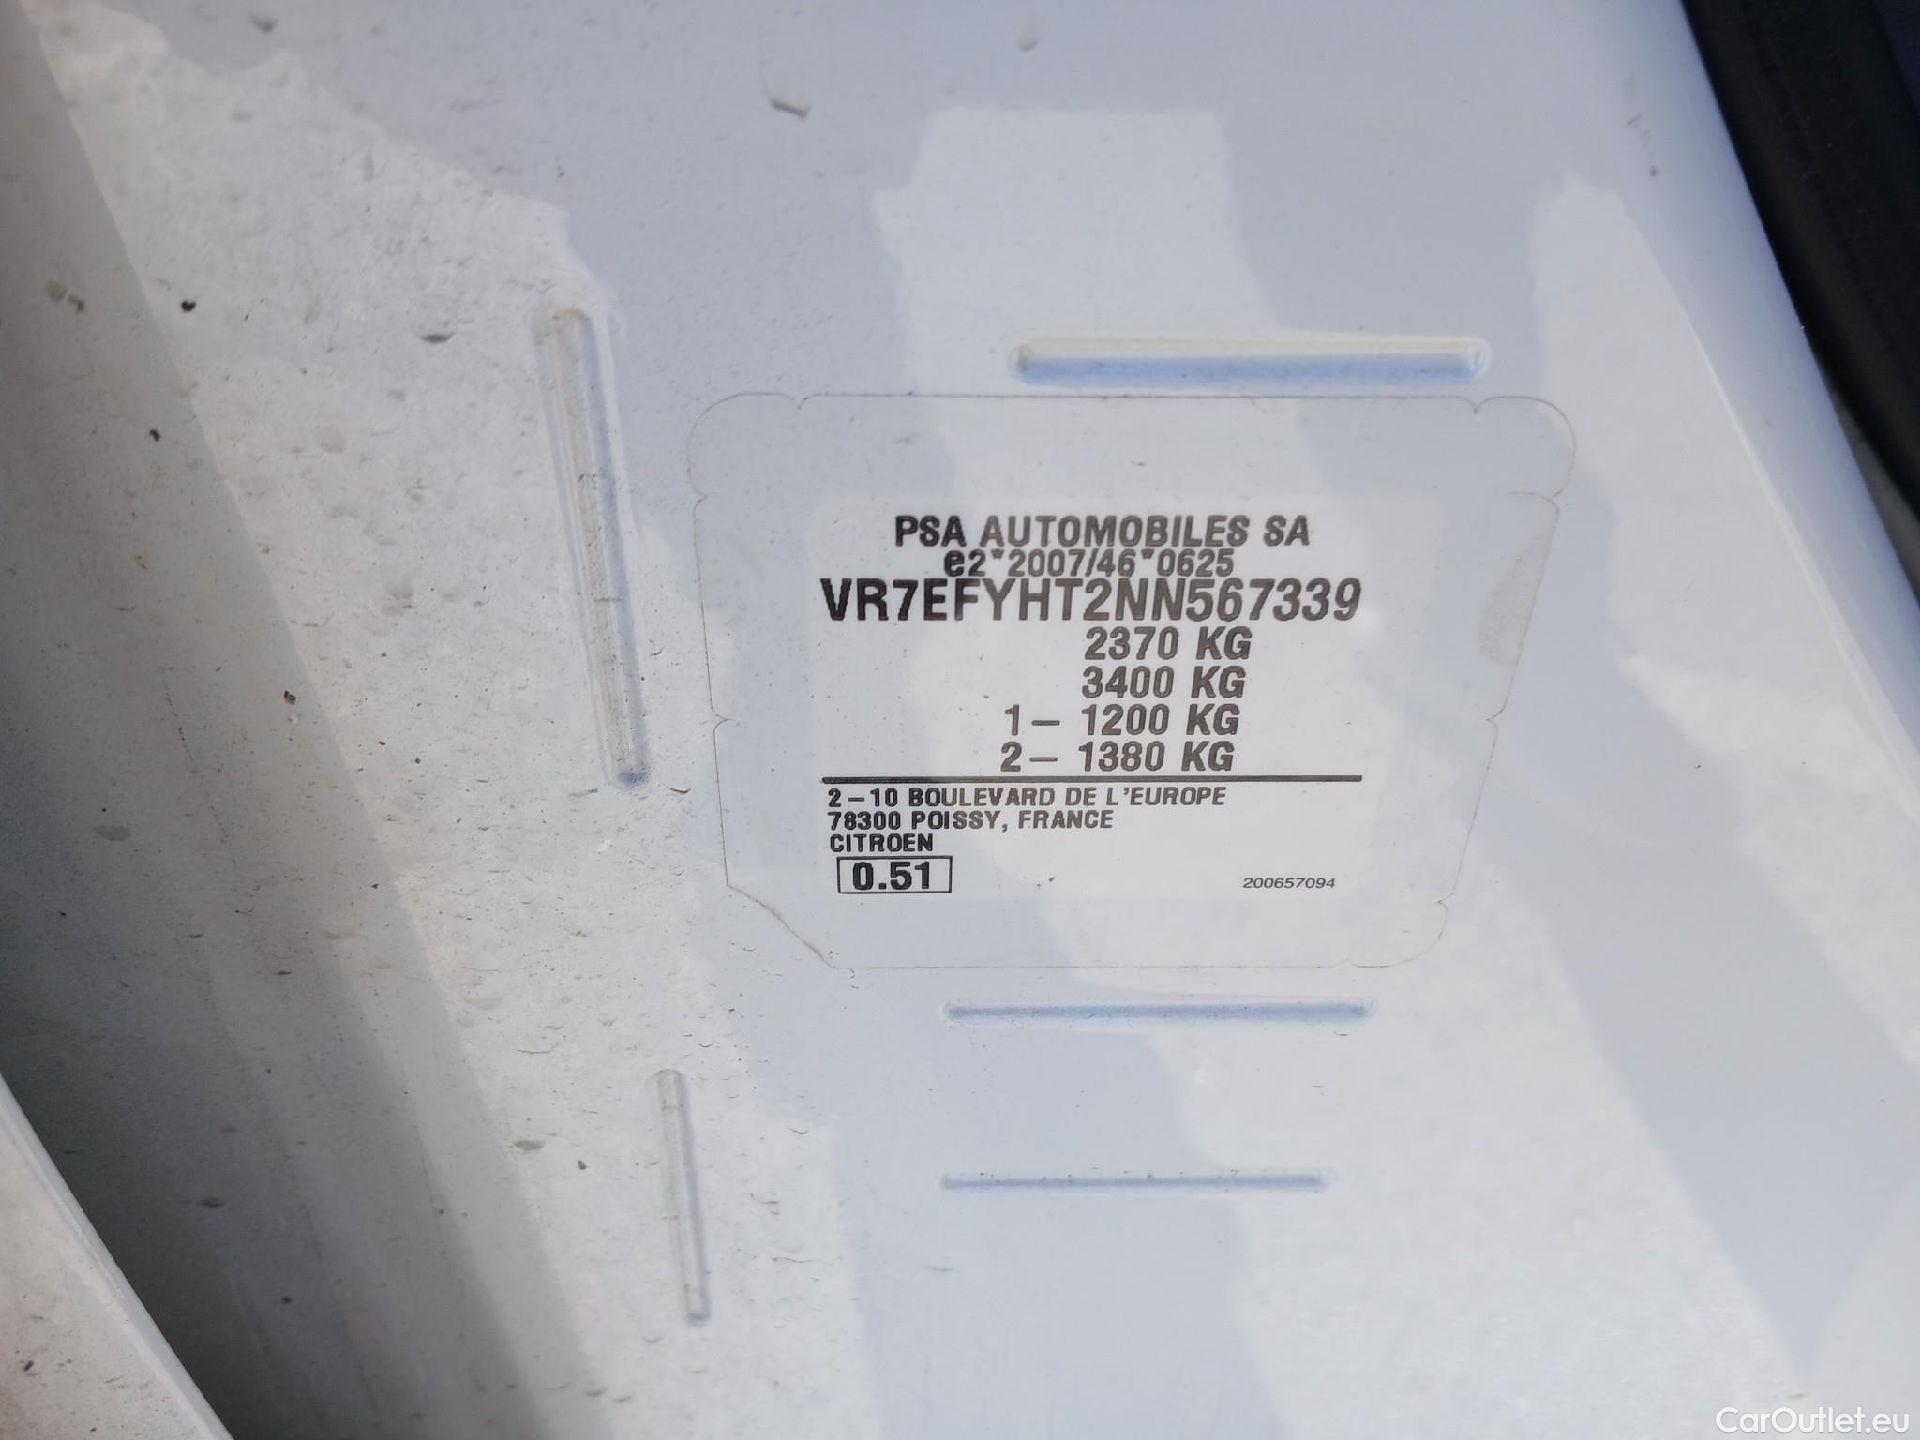 PSA AUTOMOBILES SA
e2*2007/46*0625
VR7EFYHT2NN567339
2370 KG
3400 KG
1- 1200 KG
2- 1380 KG
2-10 BOULEVARD DE L'EUROPE
78300 POISSY, FRANCE
CITROEN
0.51
200657094
CarOutlet.eu